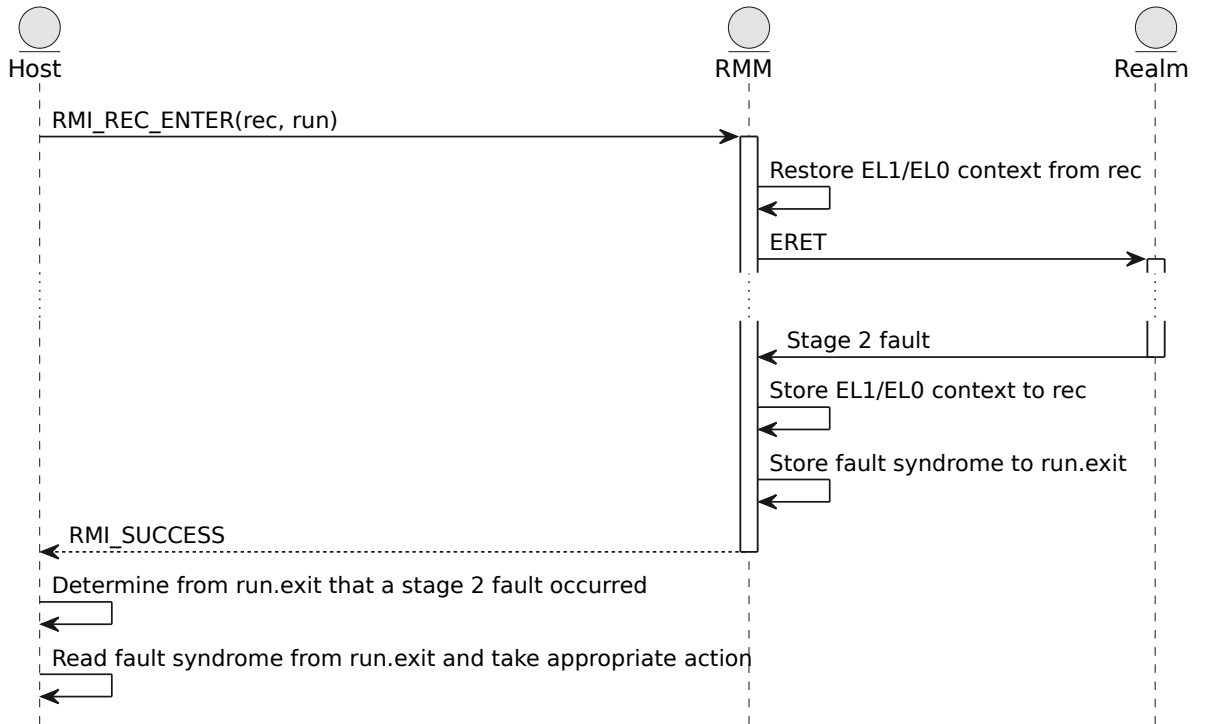 Host
RMM
Realm
RMI_REC_ENTER(rec, run)
Restore EL1/EL0 context from rec
ERET
Stage 2 fault
Store EL1/EL0 context to rec
Store fault syndrome to run.exit
RMI_SUCCESS
Determine from run.exit that a stage 2 fault occurred
Read fault syndrome from run.exit and take appropriate action